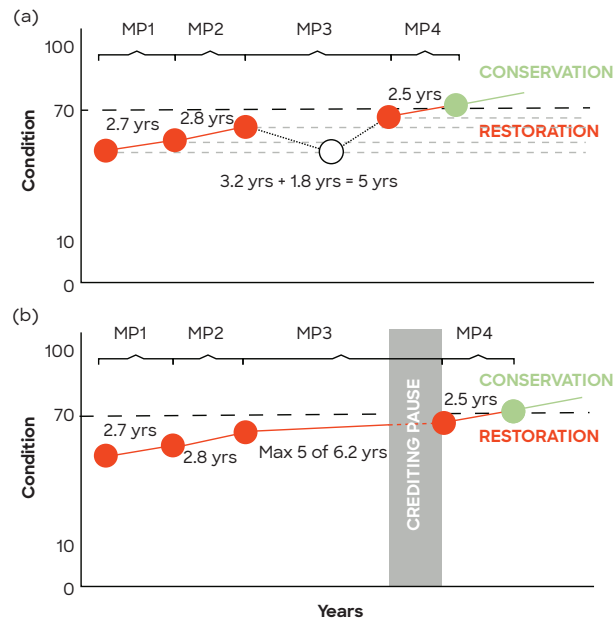 (a)
MP1 MP2 MP3 MP4
100
CONSERVATION
2.5 yrs
70
2.8 yrs
2.7 yrs
RESTORATION
Condition
3.2 yrs + 1.8 yrs = 5 yrs
10
0
(b)
MP1 MP2 MP3 MP4
100
CONSERVATION
2.5 yrs
70
2.7 yrs
RESTORATION
2.8 yrs Max 5 of 6.2 yrs
CREDITING PAUSE
Condition
10
0
Years